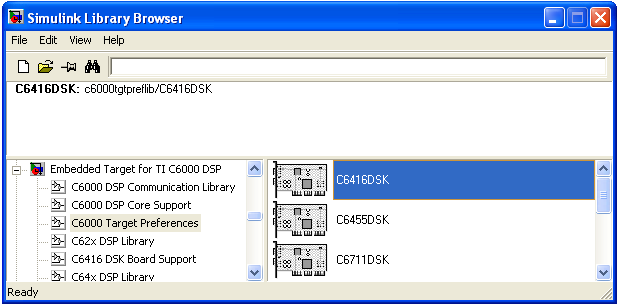 Simulink Library Browser
File Edit View Help
C6416DSK: c6000tgtpreflib/C6416DSK
Embedded Target for TI C6000 DSP
C6000 DSP Communication Library
C6000 DSP Core Support
C6000 Target Preferences
C62x DSP Library
C6416 DSK Board Support
C64x DSP Library
C6416DSK
C6455DSK
C6711DSK
Ready